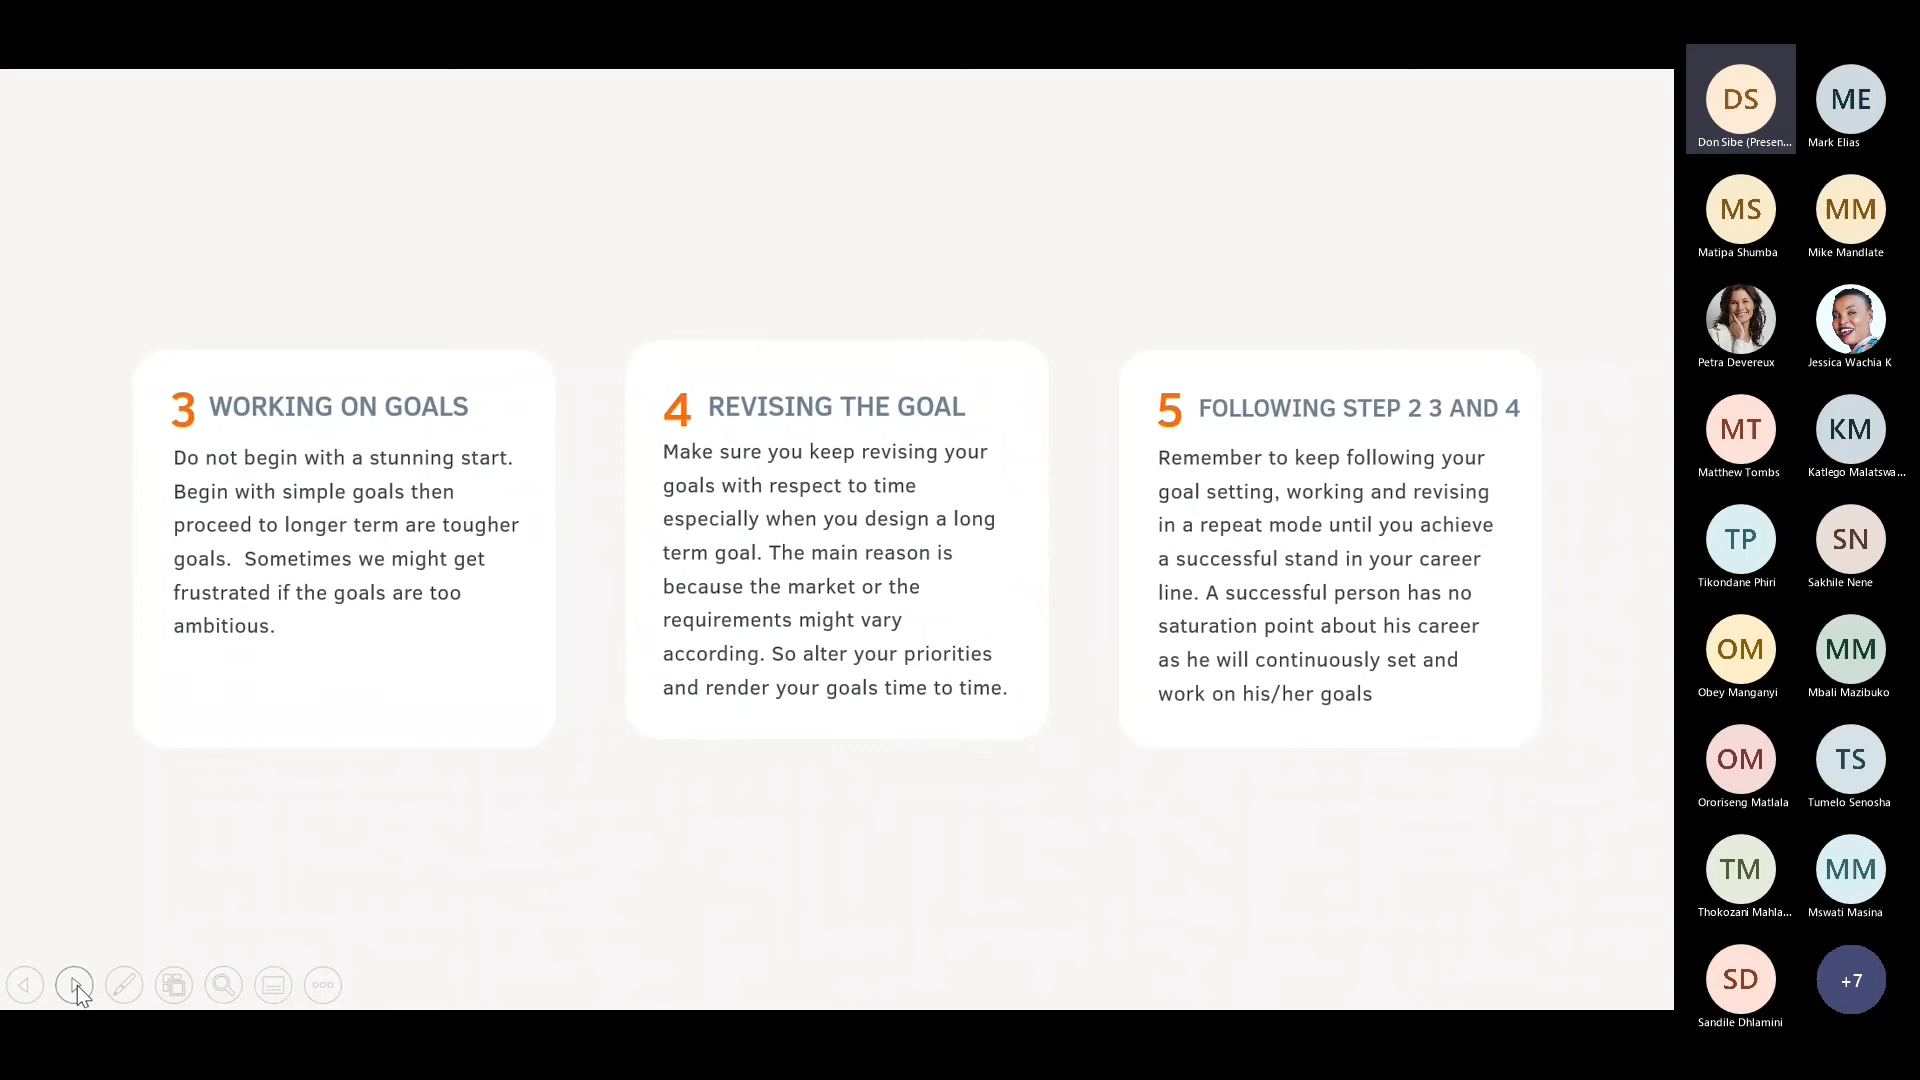 3 WORKING ON GOALS
Do not begin with a stunning start.
Begin with simple goals then
proceed to longer term are tougher
goals.  Sometimes we might get
frustrated if the goals are too
ambitious.
4 REVISING THE GOAL
Make sure you keep revising your
goals with respect to time
especially when you design a long
term goal. The main reason is
because the market or the
requirements might vary
according. So alter your priorities
and render your goals time to time.
5 FOLLOWING STEP 2 3 AND 4
Remember to keep following your
goal setting, working and revising
in a repeat mode until you achieve
a successful stand in your career
line. A successful person has no
saturation point about his career
as he will continuously set and
work on his/her goals
DS
Don Sibe (Presen...
ME
Mark Elias
MS
Matipa Shumba
MM
Mike Mandlate
Petra Devereux
Jessica Wachia K
MT
Matthew Tombs
KM
Katlego Malatswa...
TP
Tikondane Phiri
SN
Sakhile Nene
OM
Obey Manganyi
MM
Mbali Mazibuko
OM
Ororiseng Matlala
TS
Tumelo Senosha
TM
Thokozani Mahla...
MM
Mswati Masina
SD
Sandile Dhlamini
+7